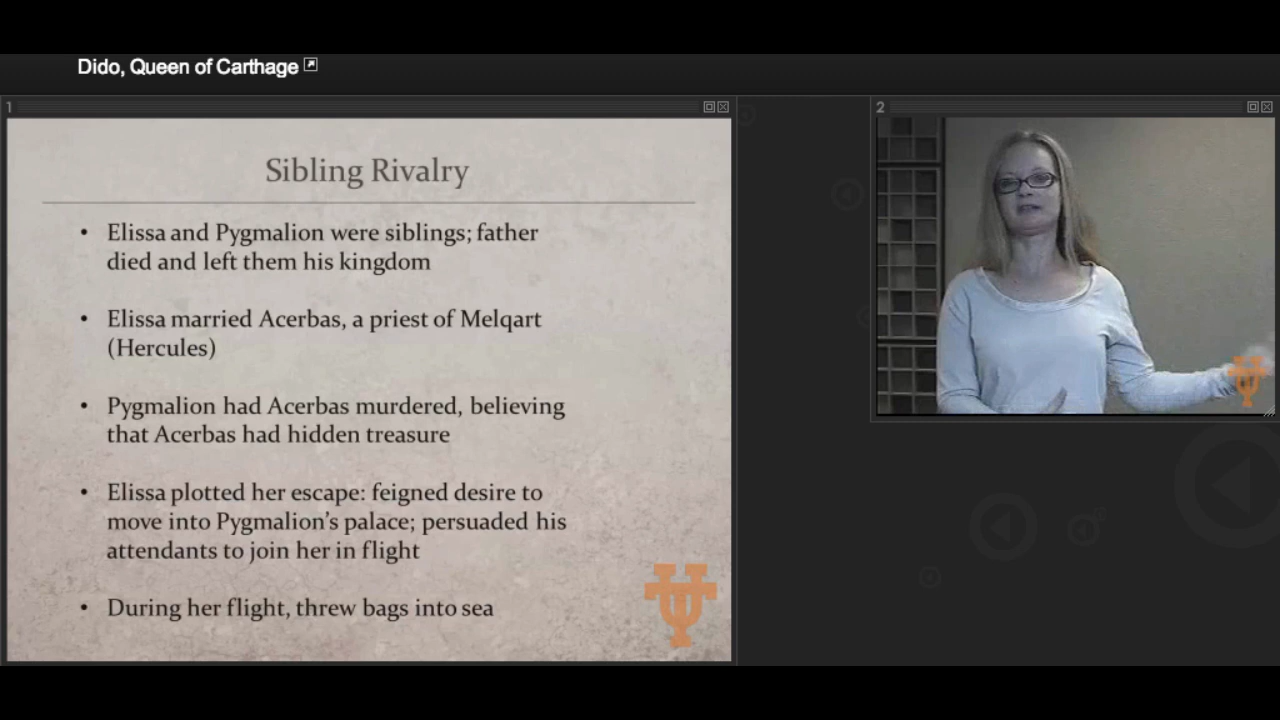 Dido, Queen of Carthage
1
2
Sibling Rivalry
• Elissa and Pygmalion were siblings; father
died and left them his kingdom
• Elissa married Acerbas, a priest of Melqart
(Hercules)
• Pygmalion had Acerbas murdered, believing
that Acerbas had hidden treasure
• Elissa plotted her escape: feigned desire to
move into Pygmalion's palace; persuaded his
attendants to join her in flight
• During her flight, threw bags into sea